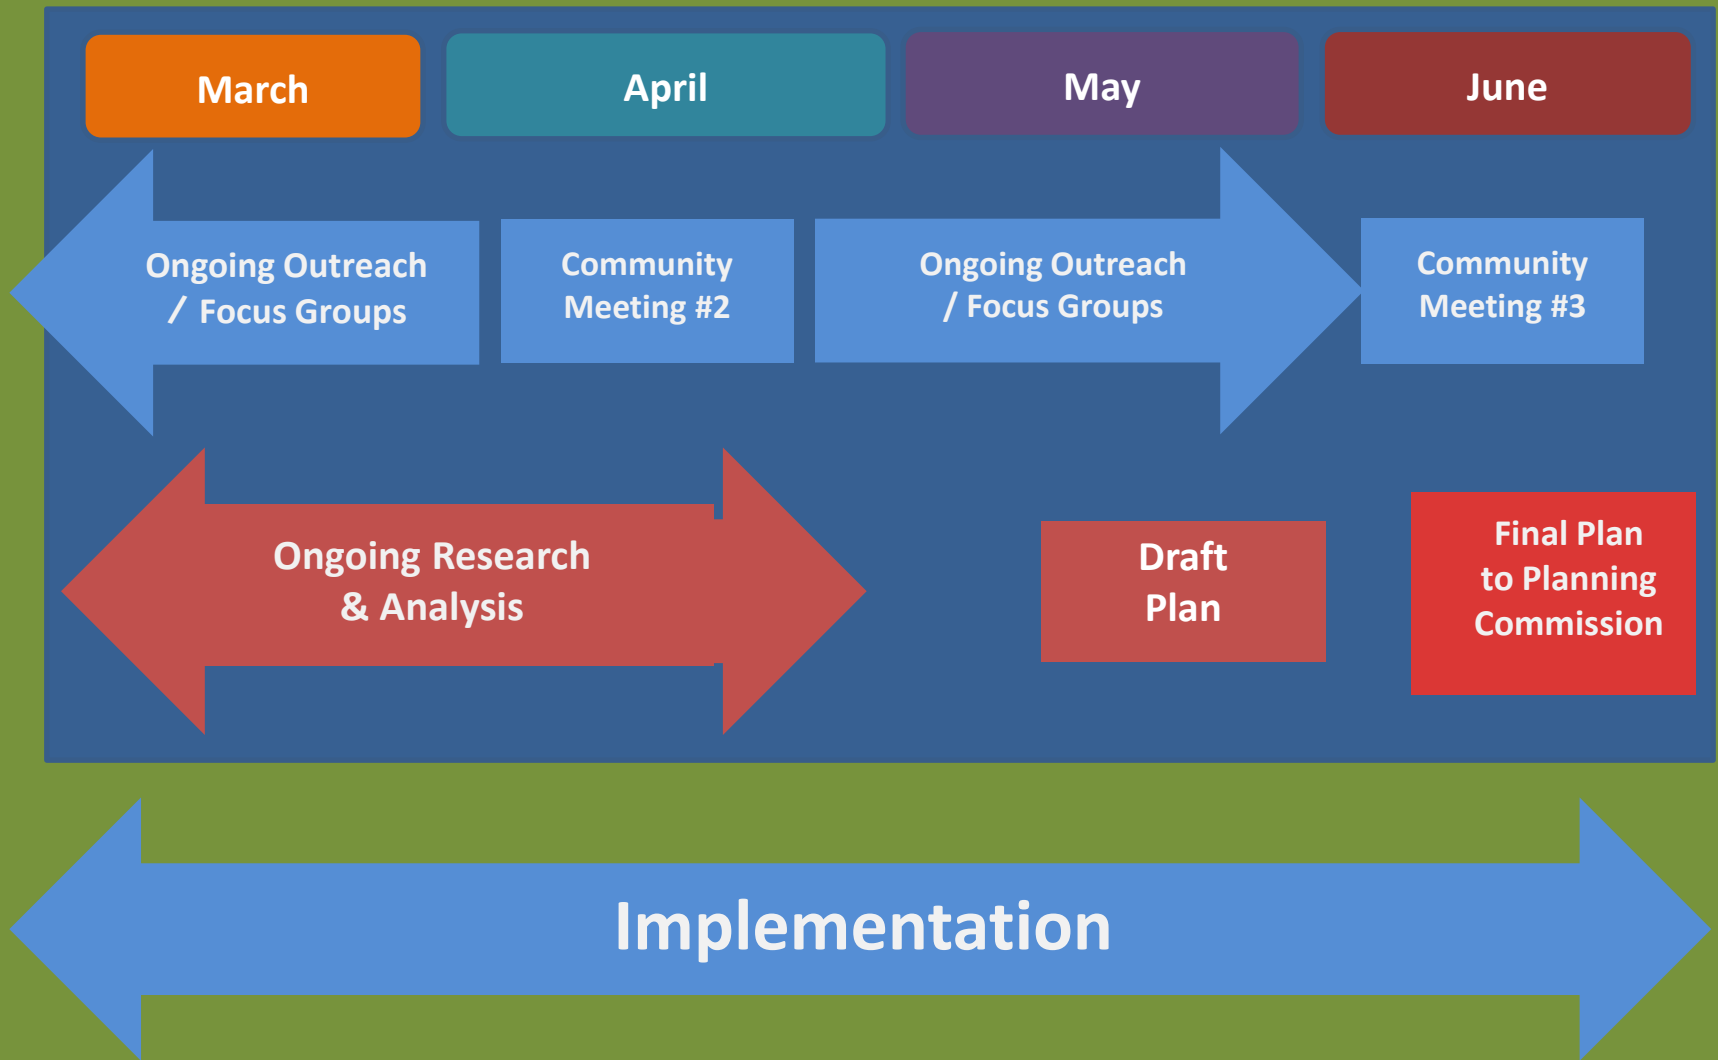 March
April
May
June
Ongoing Outreach
/ Focus Groups
Community
Meeting #2
Ongoing Outreach
/ Focus Groups
Community
Meeting #3
Ongoing Research
& Analysis
Draft
Plan
Final Plan
to Planning
Commission
Implementation